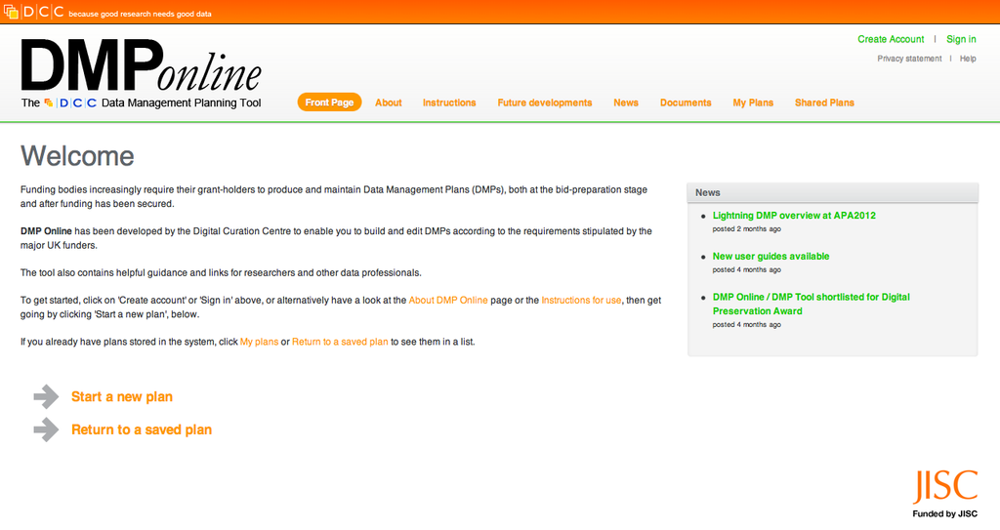 DCC because good research needs good data
Create Account | Sign in
Privacy statement | Help
DMPonline
The DCC Data Management Planning Tool
Front Page About Instructions Future developments News Documents My Plans Shared Plans
Welcome
Funding bodies increasingly require their grant-holders to produce and maintain Data Management Plans (DMPs), both at the bid-preparation stage
and after funding has been secured.
DMP Online has been developed by the Digital Curation Centre to enable you to build and edit DMPs according to the requirements stipulated by the
major UK funders.
The tool also contains helpful guidance and links for researchers and other data professionals.
To get started, click on 'Create account' or 'Sign in' above, or alternatively have a look at the About DMP Online page or the Instructions for use, then get
going by clicking 'Start a new plan', below.
If you already have plans stored in the system, click My plans or Return to a saved plan to see them in a list.
Start a new plan
Return to a saved plan
News
Lightning DMP overview at APA2012
posted 2 months ago
New user guides available
posted 4 months ago
DMP Online / DMP Tool shortlisted for Digital
Preservation Award
posted 4 months ago
JISC
Funded by JISC